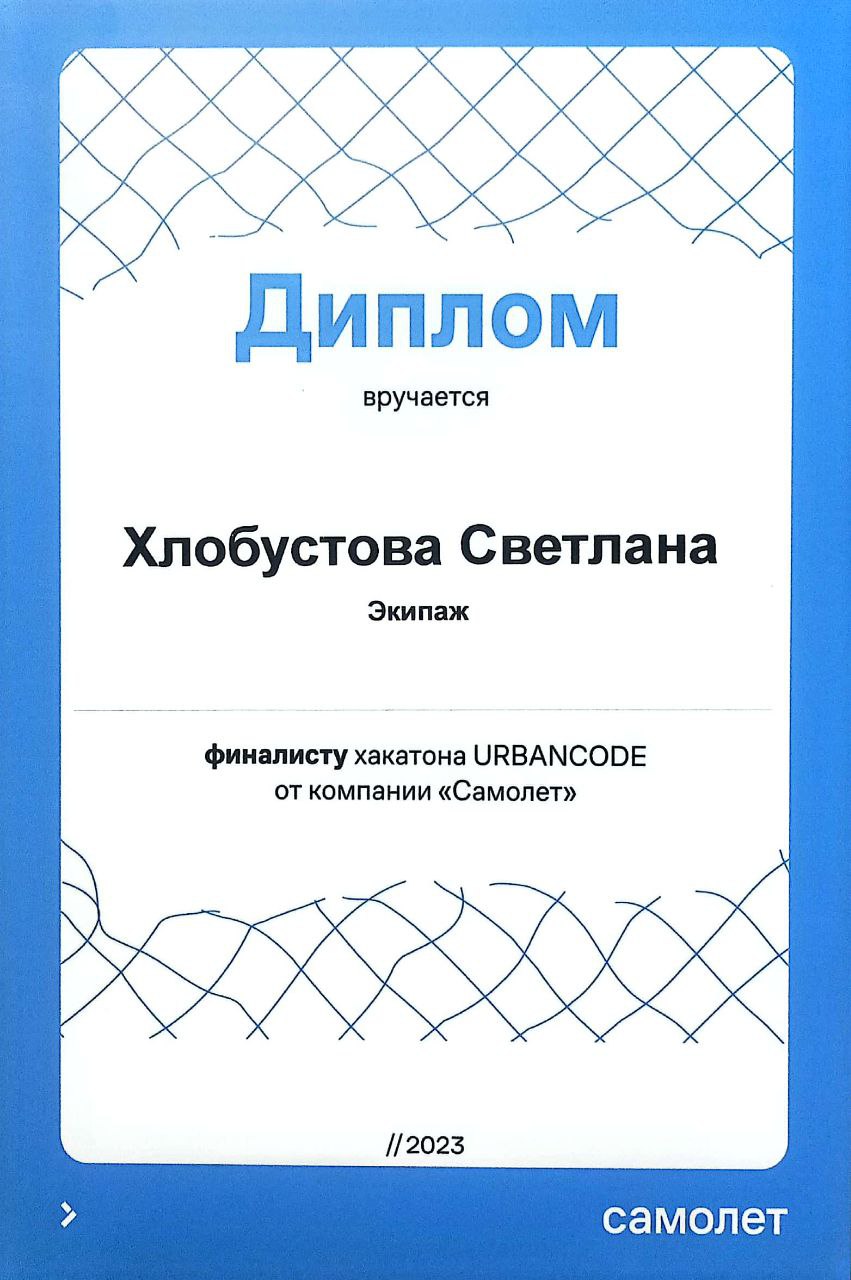 Диплом
вручается
Хлобустова Светлана
Экипаж
финалисту хакатона URBANCODE
от компании «Самолет»
//2023
самолет